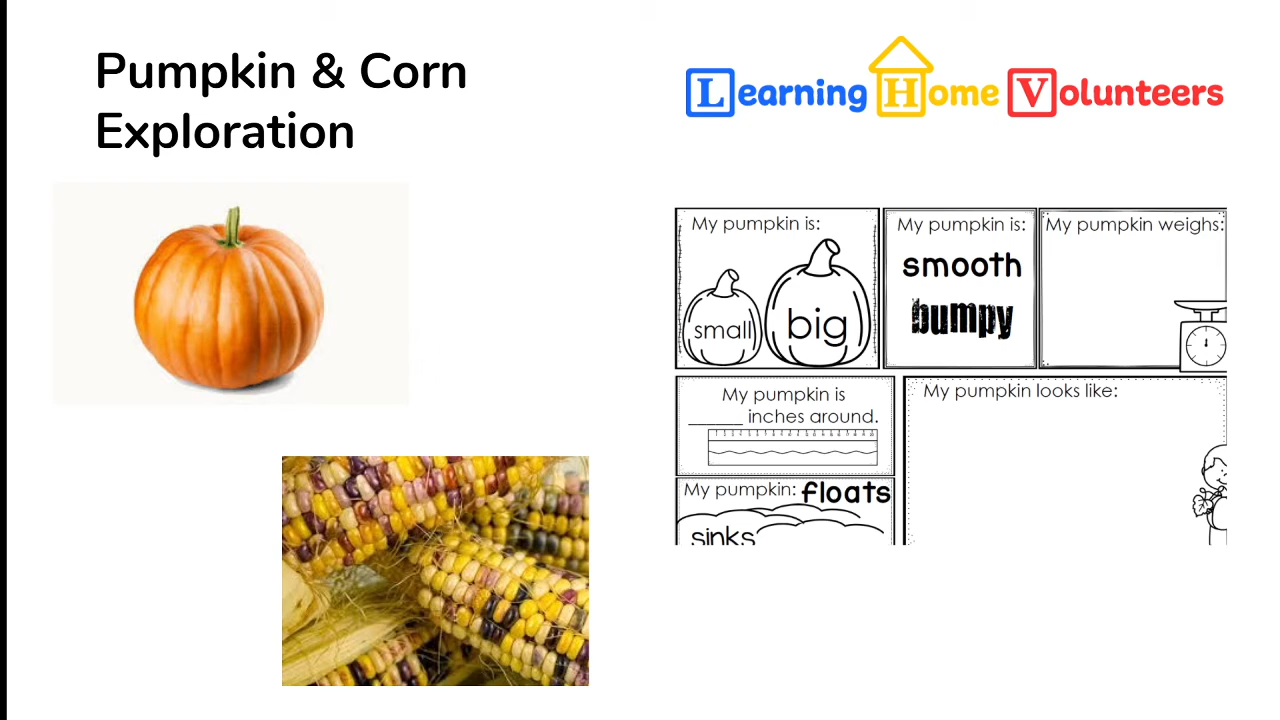 Pumpkin & Corn
Exploration
Learning Home Volunteers
My pumpkin is:
small
big
My pumpkin is:
smooth
bumpy
My pumpkin weighs:
My pumpkin is
______ inches around.
My pumpkin: floats
sinks
My pumpkin looks like: